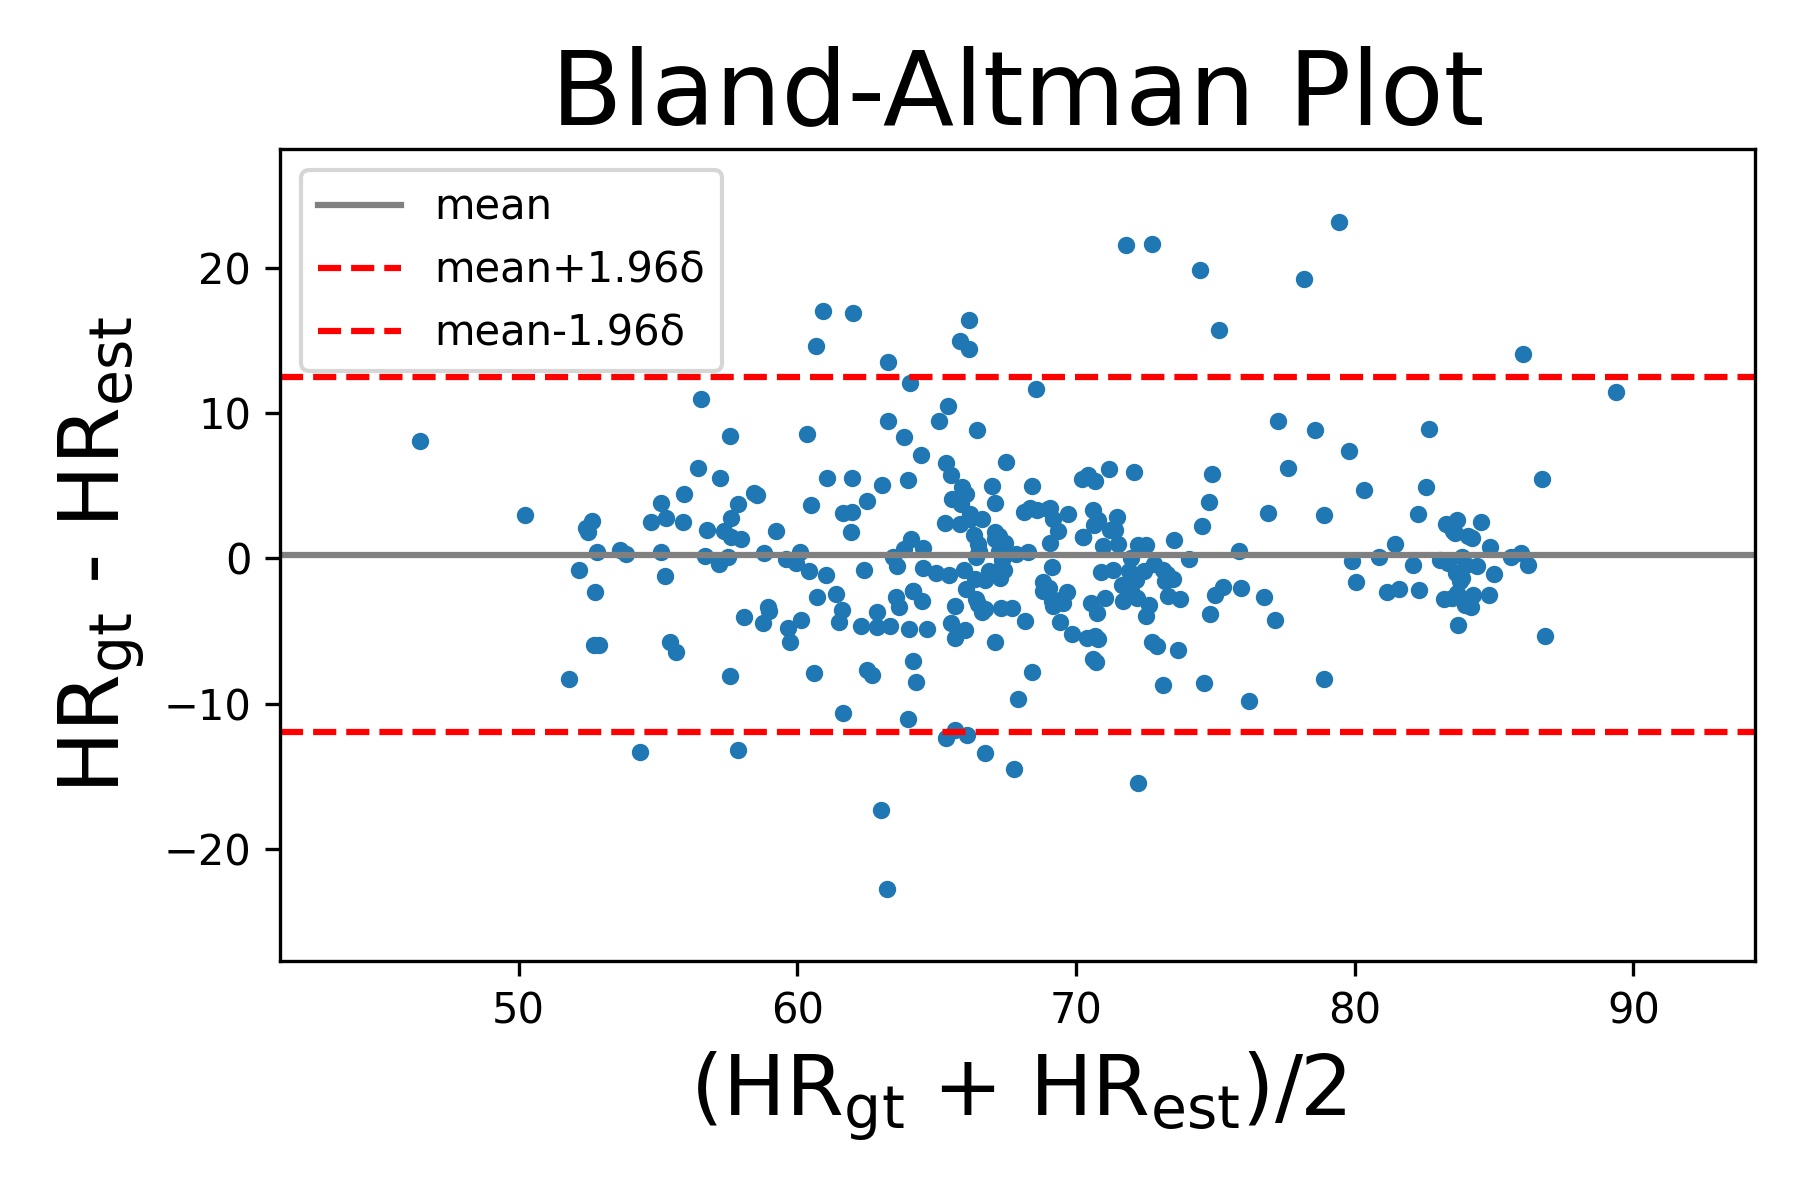 Bland-Altman Plot
mean
mean+1.96δ
mean-1.96δ
20
10
0
−10
−20
HRgt - HRest
50 60 70 80 90
(HRgt + HRest)/2